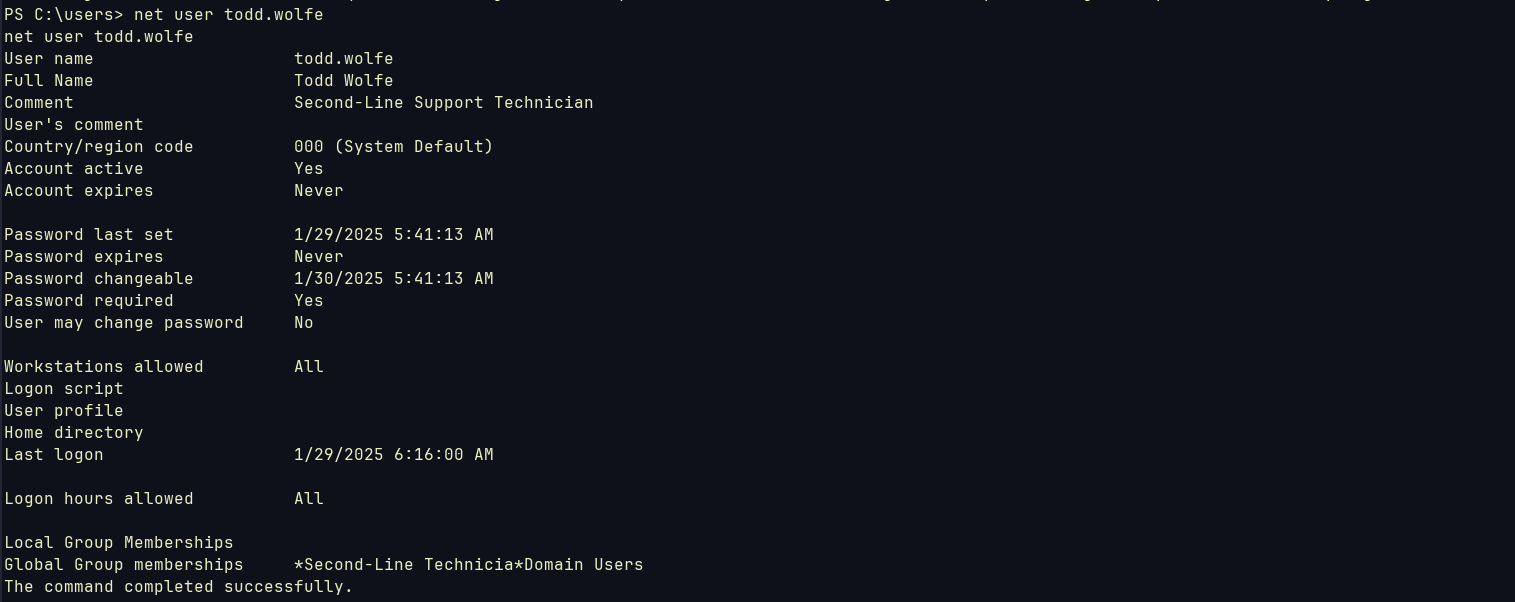 PS C:\users> net user todd.wolfe
net user todd.wolfe
User name                    todd.wolfe
Full Name                    Todd Wolfe
Comment                      Second-Line Support Technician
User's comment
Country/region code          000 (System Default)
Account active               Yes
Account expires              Never

Password last set            1/29/2025 5:41:13 AM
Password expires             Never
Password changeable          1/30/2025 5:41:13 AM
Password required            Yes
User may change password     No

Workstations allowed         All
Logon script
User profile
Home directory
Last logon                   1/29/2025 6:16:00 AM

Logon hours allowed          All

Local Group Memberships
Global Group memberships     *Second-Line Technicia*Domain Users
The command completed successfully.